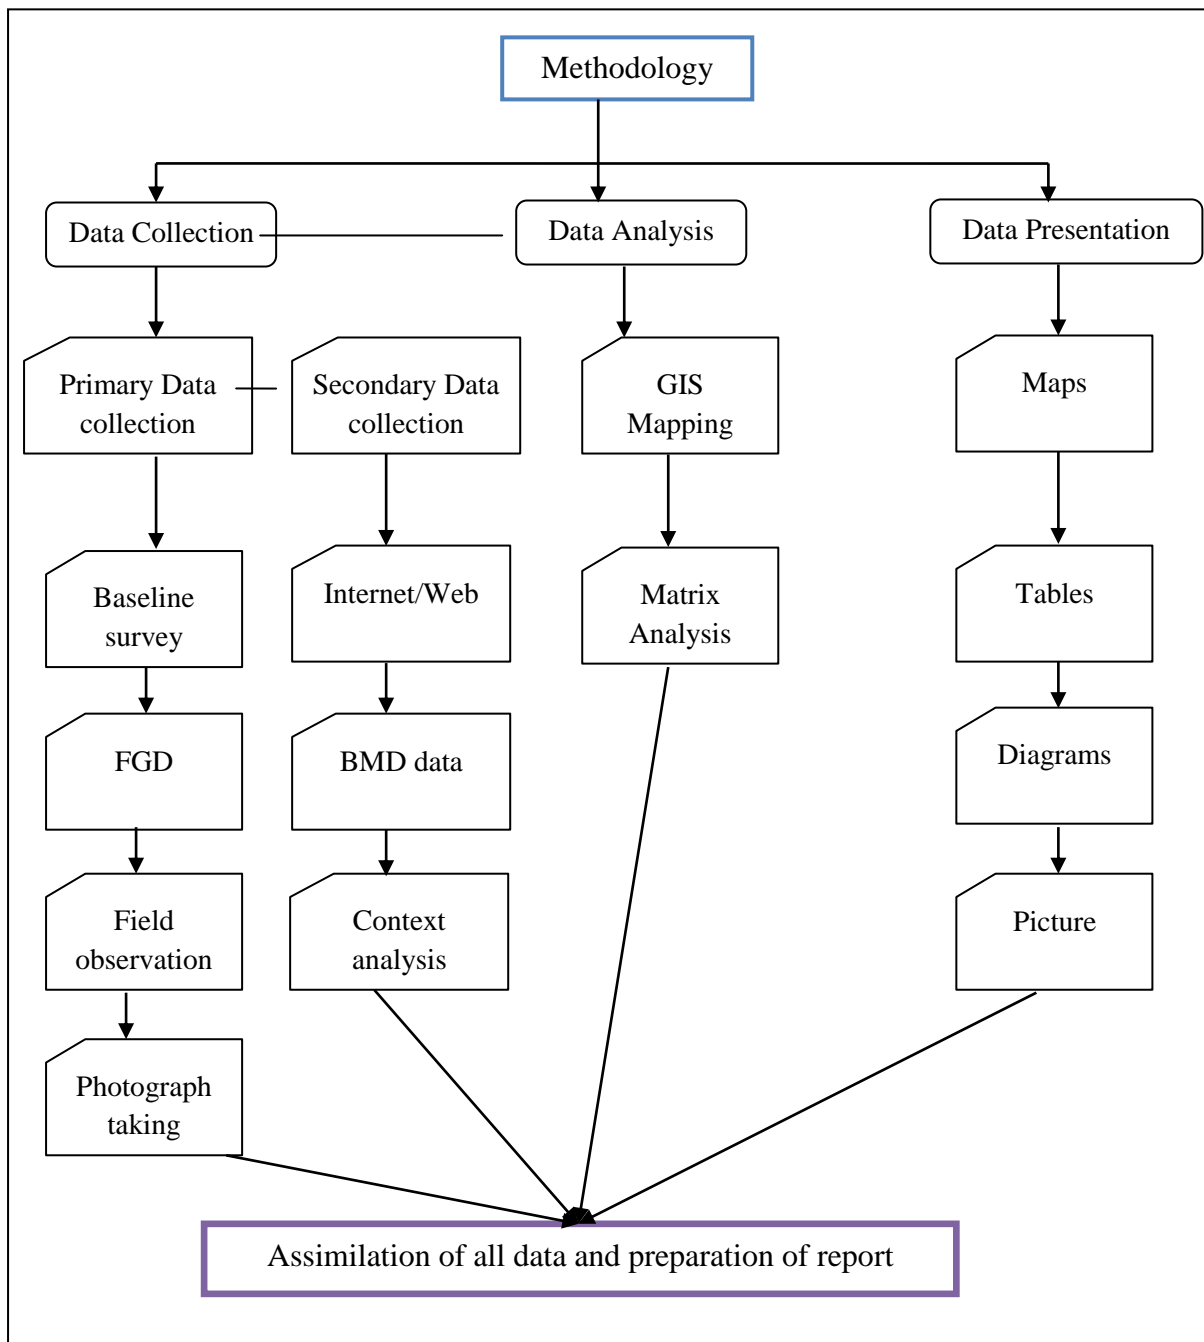 Methodology
Data Collection
Data Analysis
Data Presentation
Primary Data
collection
Secondary Data
collection
GIS
Mapping
Maps
Baseline
survey
Internet/Web
Matrix
Analysis
Tables
FGD
BMD data
Diagrams
Field
observation
Context
analysis
Picture
Photograph
taking
Assimilation of all data and preparation of report